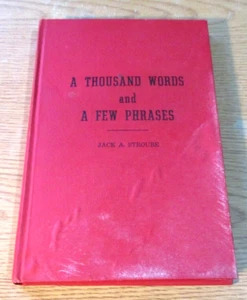 A THOUSAND WORDS
and
A FEW PHRASES
JACK A. STROUSE